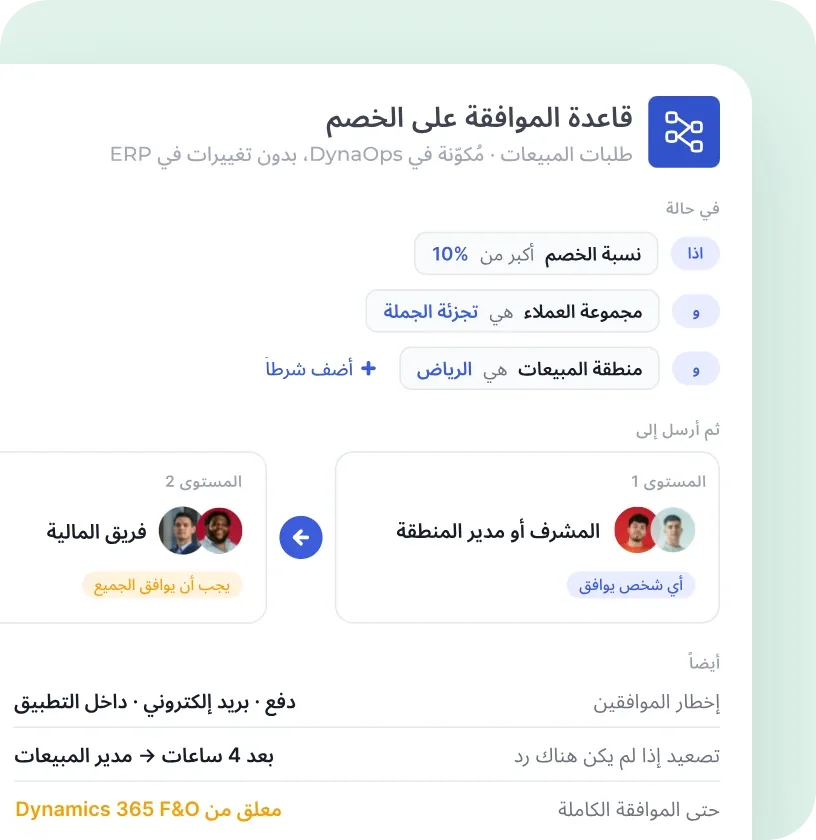 قاعدة الموافقة على الخصم
طلبات المبيعات · مُكوّنة في DynaOps، بدون تغييرات في ERP
في حالة
اذا نسبة الخصم أكبر من 10%
و مجموعة العملاء هي تجزئة الجملة
و منطقة المبيعات هي الرياض + أضف شرطاً
ثم أرسل إلى
المستوى 1
المشرف أو مدير المنطقة
أي شخص يوافق
المستوى 2
فريق المالية
يجب أن يوافق الجميع
أيضاً
إخطار الموافقين دفع · بريد إلكتروني · داخل التطبيق
تصعيد إذا لم يكن هناك رد بعد 4 ساعات → مدير المبيعات
حتى الموافقة الكاملة معلق من Dynamics 365 F&O